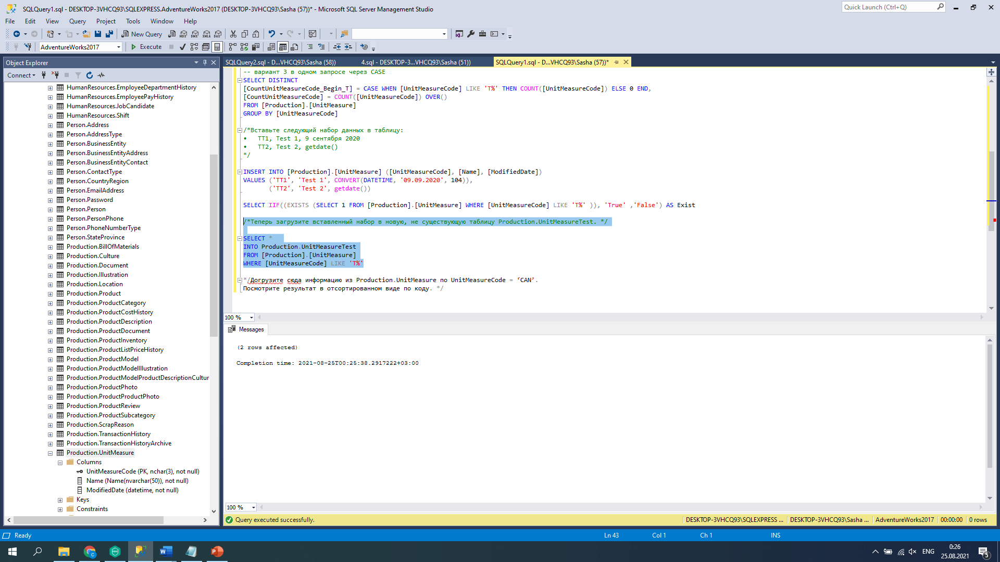 SQLQuery1.sql - DESKTOP-3VHCQ93\SQLEXPRESS.AdventureWorks2017 (DESKTOP-3VHCQ93\Sasha (57))* - Microsoft SQL Server Management Studio
Quick Launch (Ctrl+Q)
File Edit View Query Project Tools Window Help
New Query
AdventureWorks2017
Execute
Object Explorer
Connect
HumanResources.EmployeeDepartmentHistory
HumanResources.EmployeePayHistory
HumanResources.JobCandidate
HumanResources.Shift
Person.Address
Person.AddressType
Person.BusinessEntity
Person.BusinessEntityAddress
Person.BusinessEntityContact
Person.ContactType
Person.CountryRegion
Person.EmailAddress
Person.Password
Person.Person
Person.PersonPhone
Person.PhoneNumberType
Person.StateProvince
Production.BillOfMaterials
Production.Culture
Production.Document
Production.Illustration
Production.Location
Production.Product
Production.ProductCategory
Production.ProductCostHistory
Production.ProductDescription
Production.ProductDocument
Production.ProductInventory
Production.ProductListPriceHistory
Production.ProductModel
Production.ProductModelIllustration
Production.ProductModelProductDescriptionCultur
Production.ProductPhoto
Production.ProductProductPhoto
Production.ProductReview
Production.ProductSubcategory
Production.ScrapReason
Production.TransactionHistory
Production.TransactionHistoryArchive
Production.UnitMeasure
Columns
UnitMeasureCode (PK, nchar(3), not null)
Name (Name(nvarchar(50)), not null)
ModifiedDate (datetime, not null)
Keys
Constraints
SQLQuery2.sql - D...VHCQ93\Sasha (58))
4.sql - DESKTOP-3...VHCQ93\Sasha (51))
SQLQuery1.sql - D...VHCQ93\Sasha (57))*
-- вариант 3 в одном запросе через CASE
SELECT DISTINCT
[CountUnitMeasureCode_Begin_T] = CASE WHEN [UnitMeasureCode] LIKE 'T%' THEN COUNT([UnitMeasureCode]) ELSE 0 END,
[CountUnitMeasureCode] = COUNT([UnitMeasureCode]) OVER()
FROM [Production].[UnitMeasure]
GROUP BY [UnitMeasureCode]
/*Вставьте следующий набор данных в таблицу:
• TT1, Test 1, 9 сентября 2020
• TT2, Test 2, getdate()
*/
INSERT INTO [Production].[UnitMeasure] ([UnitMeasureCode], [Name], [ModifiedDate])
VALUES ('TT1', 'Test 1', CONVERT(DATETIME, '09.09.2020', 104)),
('TT2', 'Test 2', getdate())
SELECT IIF((EXISTS (SELECT 1 FROM [Production].[UnitMeasure] WHERE [UnitMeasureCode] LIKE 'T%' )), 'True' ,'False') AS Exist
/*Теперь загрузите вставленный набор в новую, не существующую таблицу Production.UnitMeasureTest. */
SELECT *
INTO Production.UnitMeasureTest
FROM [Production].[UnitMeasure]
WHERE [UnitMeasureCode] LIKE 'T%'
*/Догрузите сюда информацию из Production.UnitMeasure по UnitMeasureCode = ‘CAN’.
Посмотрите результат в отсортированном виде по коду. */
100 %
Messages
(2 rows affected)
Completion time: 2021-08-25T00:25:38.2917222+03:00
100 %
Query executed successfully.
DESKTOP-3VHCQ93\SQLEXPRESS ... DESKTOP-3VHCQ93\Sasha ... AdventureWorks2017 00:00:00 0 rows
Ready
Ln 43 Col 1 Ch 1 INS
ENG
0:26
25.08.2021
5